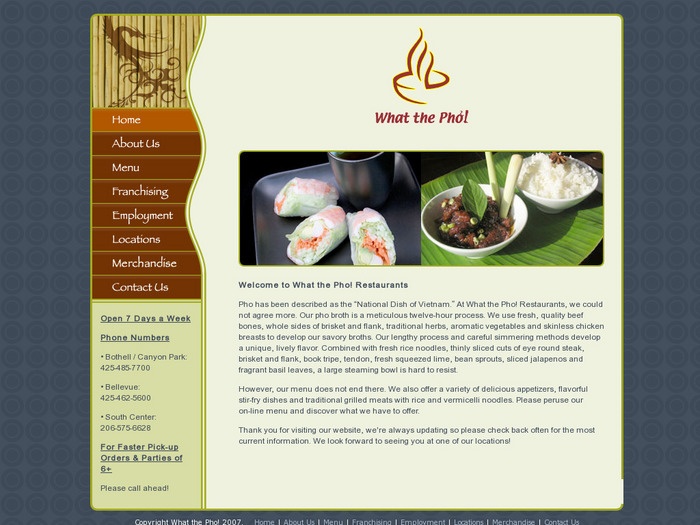 What the Phở!
Home
About Us
Menu
Franchising
Employment
Locations
Merchandise
Contact Us
Open 7 Days a Week
Phone Numbers
• Bothell / Canyon Park:
425-485-7700
• Bellevue:
425-462-5600
• South Center:
206-575-6628
For Faster Pick-up
Orders & Parties of
6+
Please call ahead!
Welcome to What the Pho! Restaurants
Pho has been described as the "National Dish of Vietnam." At What the Pho! Restaurants, we could
not agree more. Our pho broth is a meticulous twelve-hour process. We use fresh, quality beef
bones, whole sides of brisket and flank, traditional herbs, aromatic vegetables and skinless chicken
breasts to develop our savory broths. Our lengthy process and careful simmering methods develop
a unique, lively flavor. Combined with fresh rice noodles, thinly sliced cuts of eye round steak,
brisket and flank, book tripe, tendon, fresh squeezed lime, bean sprouts, sliced jalapenos and
fragrant basil leaves, a large steaming bowl is hard to resist.
However, our menu does not end there. We also offer a variety of delicious appetizers, flavorful
stir-fry dishes and traditional grilled meats with rice and vermicelli noodles. Please peruse our
on-line menu and discover what we have to offer.
Thank you for visiting our website, we're always updating so please check back often for the most
current information. We look forward to seeing you at one of our locations!
Copyright What the Pho! 2007. Home | About Us | Menu | Franchising | Employment | Locations | Merchandise | Contact Us